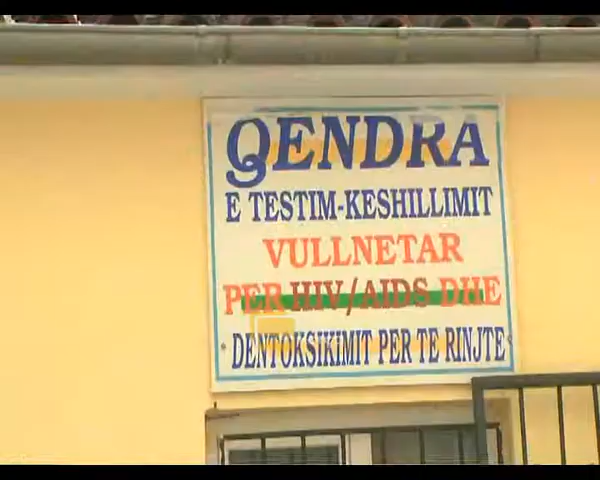 QENDRA
E TESTIM-KESHILLIMIT
VULLNETAR
PER HIV/AIDS DHE
DENTOKSIKIMIT PER TE RINJTE